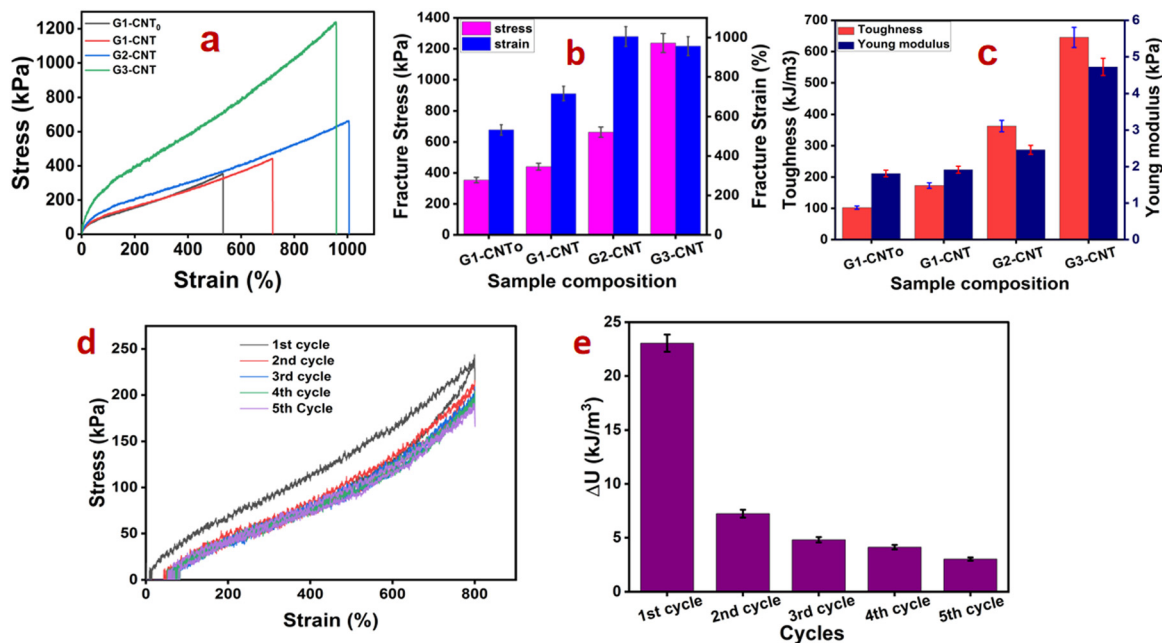 a
G1-CNT₀
G1-CNT
G2-CNT
G3-CNT
Stress (kPa)
1200
1000
800
600
400
200
0
0 200 400 600 800 1000
Strain (%)
b
stress
strain
Fracture Stress (kPa)
1400
1200
1000
800
600
400
200
0
Fracture Strain (%)
1000
800
600
400
200
0
G1-CNTo G1-CNT G2-CNT G3-CNT
Sample composition
c
Toughness
Young modulus
Toughness (kJ/m3)
700
600
500
400
300
200
100
0
Young modulus (kPa)
6
5
4
3
2
1
0
G1-CNTo G1-CNT G2-CNT G3-CNT
Sample composition
d
1st cycle
2nd cycle
3rd cycle
4th cycle
5th Cycle
Stress (kPa)
250
200
150
100
50
0
0 200 400 600 800
Strain (%)
e
ΔU (kJ/m³)
25
20
15
10
5
0
1st cycle 2nd cycle 3rd cycle 4th cycle 5th cycle
Cycles